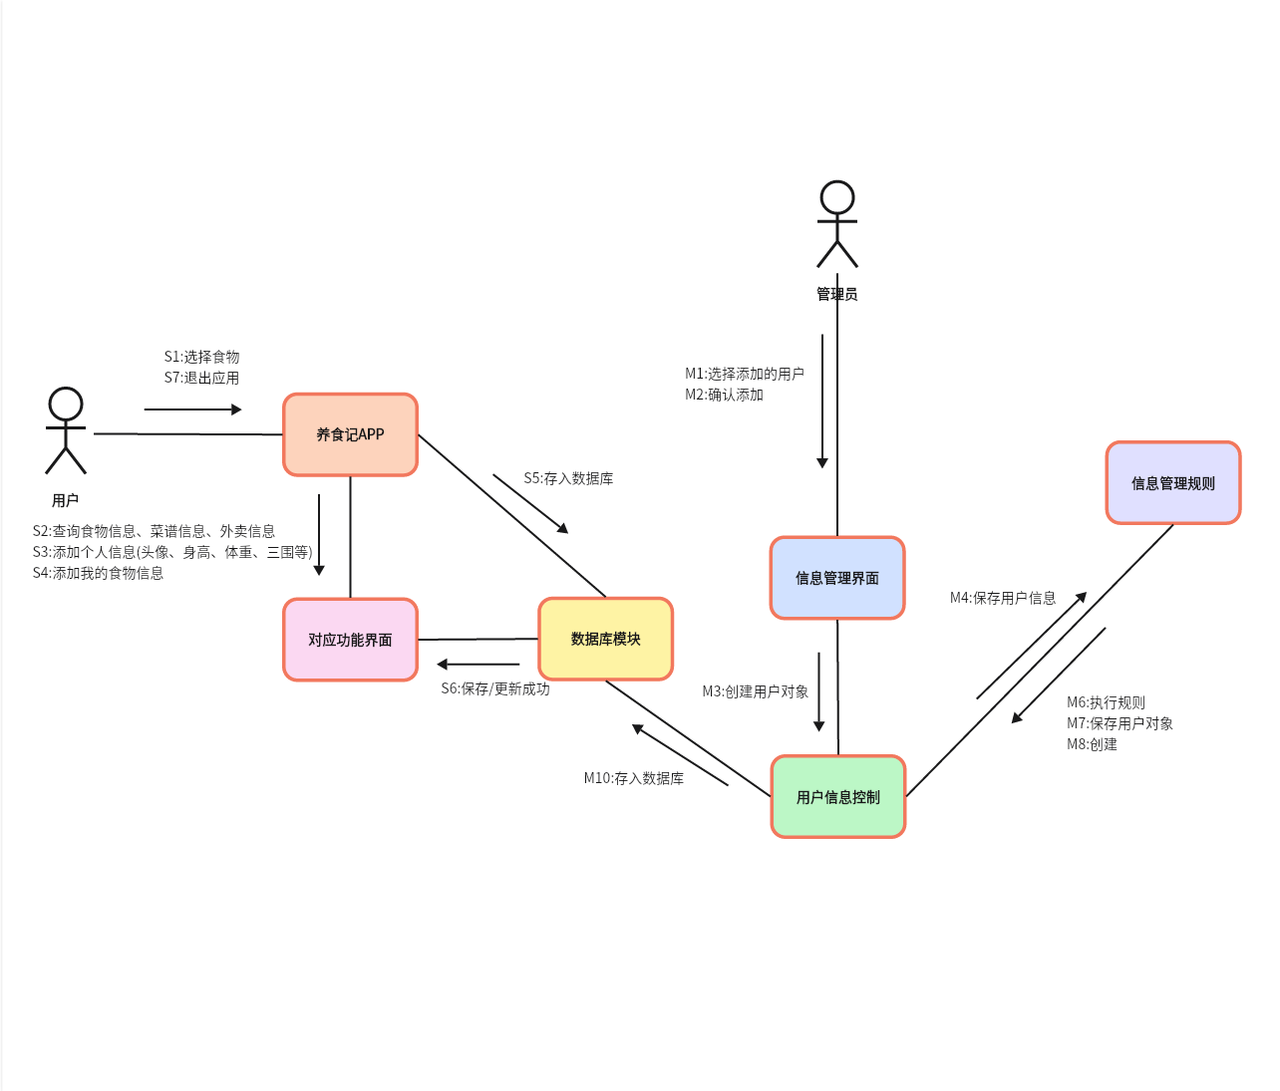 管理员
S1:选择食物
S7:退出应用
M1:选择添加的用户
M2:确认添加
养食记APP
用户
S5:存入数据库
信息管理规则
S2:查询食物信息、菜谱信息、外卖信息
S3:添加个人信息(头像、身高、体重、三围等)
S4:添加我的食物信息
信息管理界面
M4:保存用户信息
对应功能界面
数据库模块
S6:保存/更新成功
M3:创建用户对象
M6:执行规则
M7:保存用户对象
M8:创建
M10:存入数据库
用户信息控制